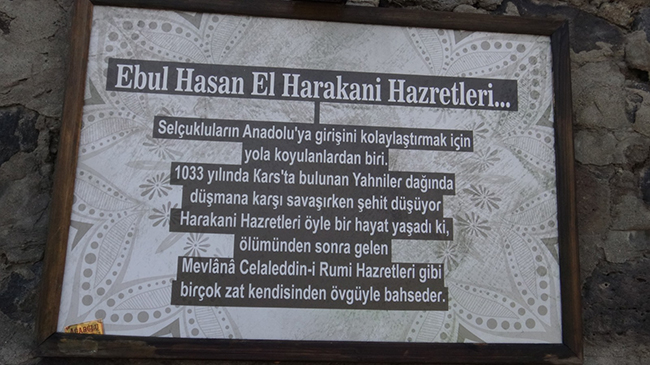 Ebul Hasan El Harakani Hazretleri...
Selçukluların Anadolu'ya girişini kolaylaştırmak için
yola koyulanlardan biri.
1033 yılında Kars'ta bulunan Yahniler dağında
düşmana karşı savaşırken şehit düşüyor
Harakani Hazretleri öyle bir hayat yaşadı ki,
ölümünden sonra gelen
Mevlânâ Celaleddin-i Rumi Hazretleri gibi
birçok zat kendisinden övgüyle bahseder.